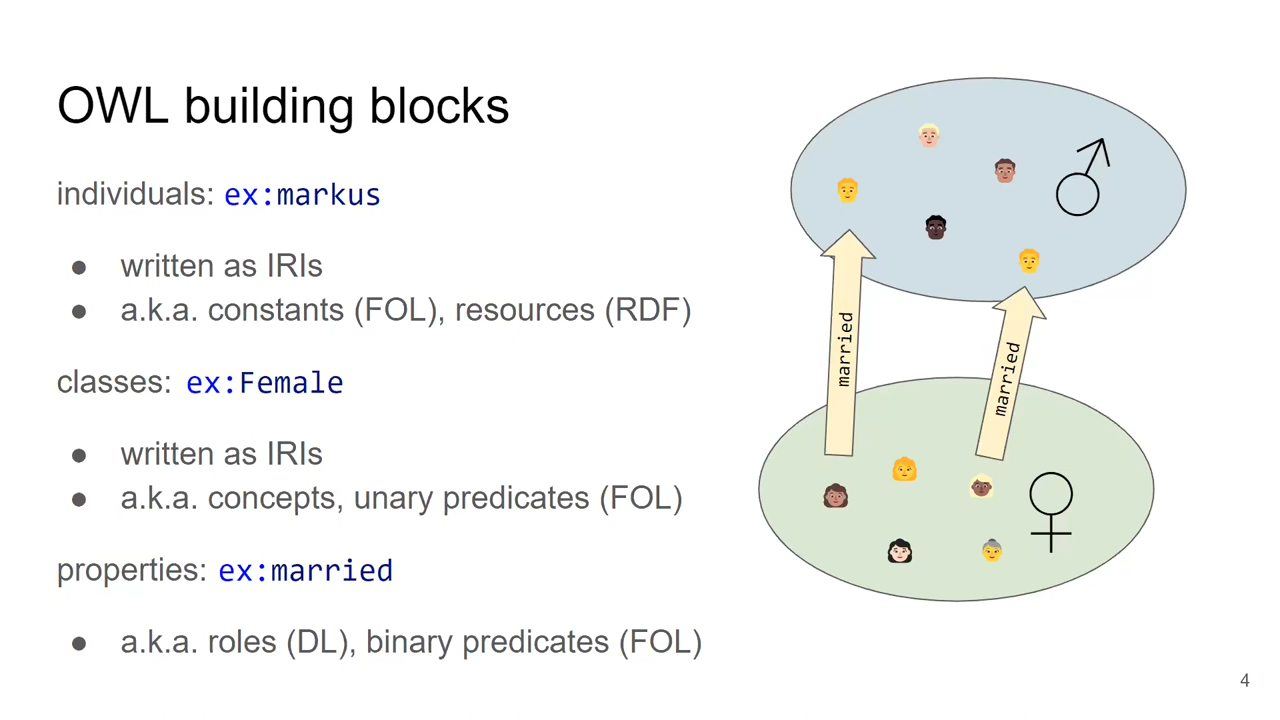 OWL building blocks
individuals: ex:markus
● written as IRIs
● a.k.a. constants (FOL), resources (RDF)
classes: ex:Female
● written as IRIs
● a.k.a. concepts, unary predicates (FOL)
properties: ex:married
● a.k.a. roles (DL), binary predicates (FOL)
married
married
4